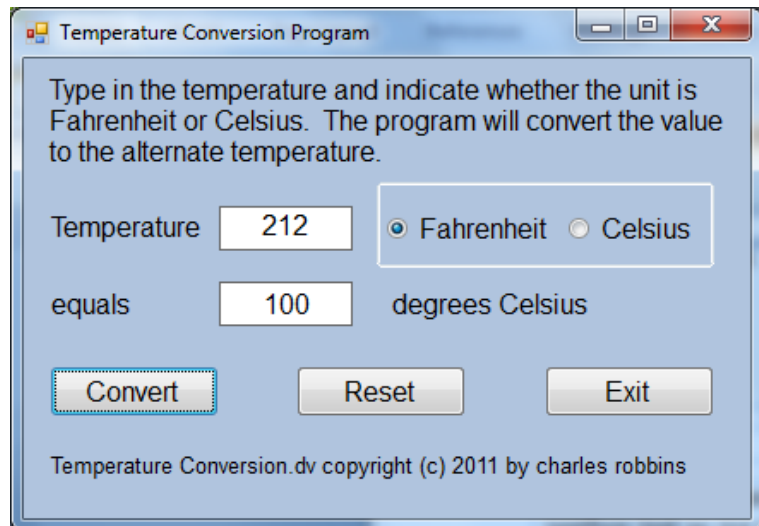 Temperature Conversion Program
Type in the temperature and indicate whether the unit is
Fahrenheit or Celsius.  The program will convert the value
to the alternate temperature.
Temperature 212 Fahrenheit Celsius
equals 100 degrees Celsius
Convert Reset Exit
Temperature Conversion.dv copyright (c) 2011 by charles robbins